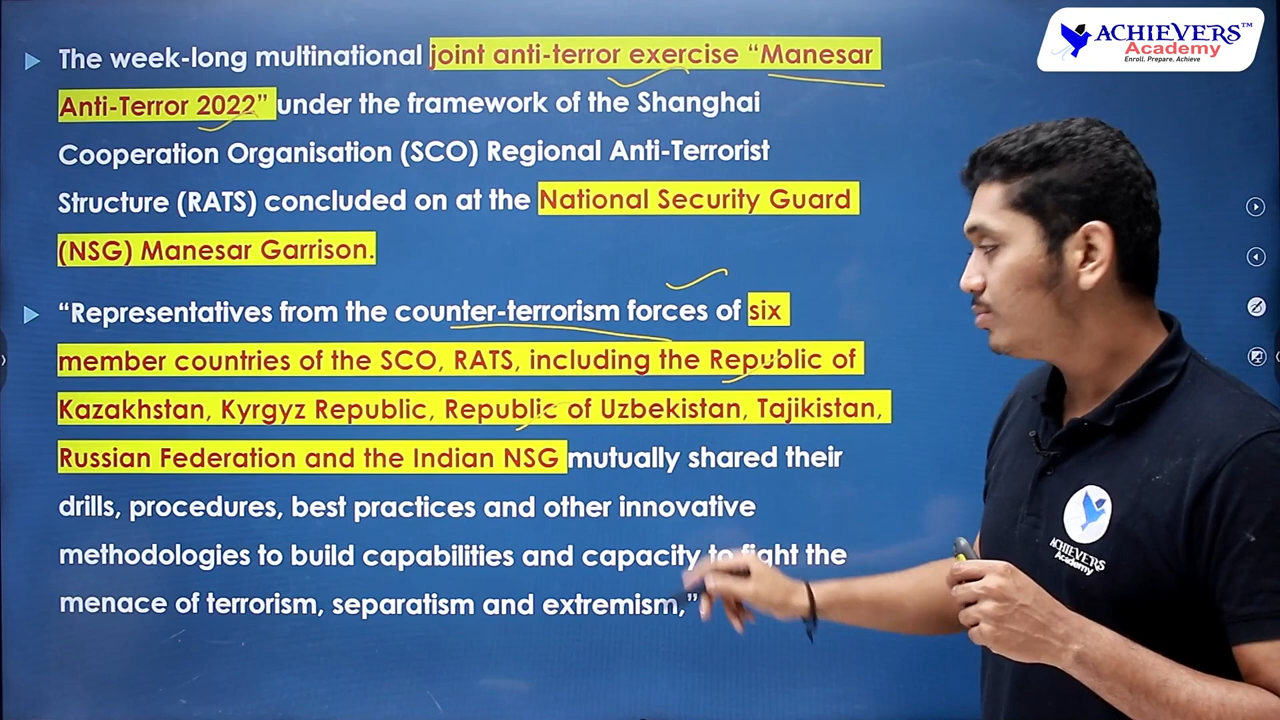 ACHIEVERS™
Academy
Enroll. Prepare. Achieve
The week-long multinational joint anti-terror exercise “Manesar
Anti-Terror 2022” under the framework of the Shanghai
Cooperation Organisation (SCO) Regional Anti-Terrorist
Structure (RATS) concluded on at the National Security Guard
(NSG) Manesar Garrison.
“Representatives from the counter-terrorism forces of six
member countries of the SCO, RATS, including the Republic of
Kazakhstan, Kyrgyz Republic, Republic of Uzbekistan, Tajikistan,
Russian Federation and the Indian NSG mutually shared their
drills, procedures, best practices and other innovative
methodologies to build capabilities and capacity to fight the
menace of terrorism, separatism and extremism,”
ACHIEVERS
Academy